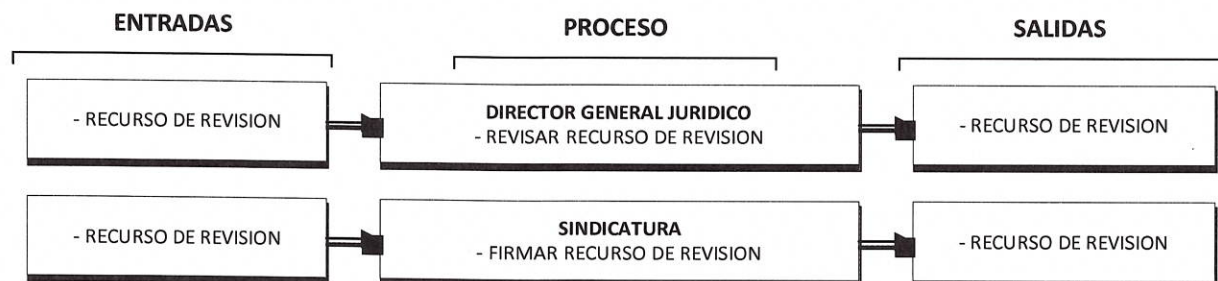 ENTRADAS
PROCESO
SALIDAS
- RECURSO DE REVISION
DIRECTOR GENERAL JURIDICO
- REVISAR RECURSO DE REVISION
- RECURSO DE REVISION
- RECURSO DE REVISION
SINDICATURA
- FIRMAR RECURSO DE REVISION
- RECURSO DE REVISION